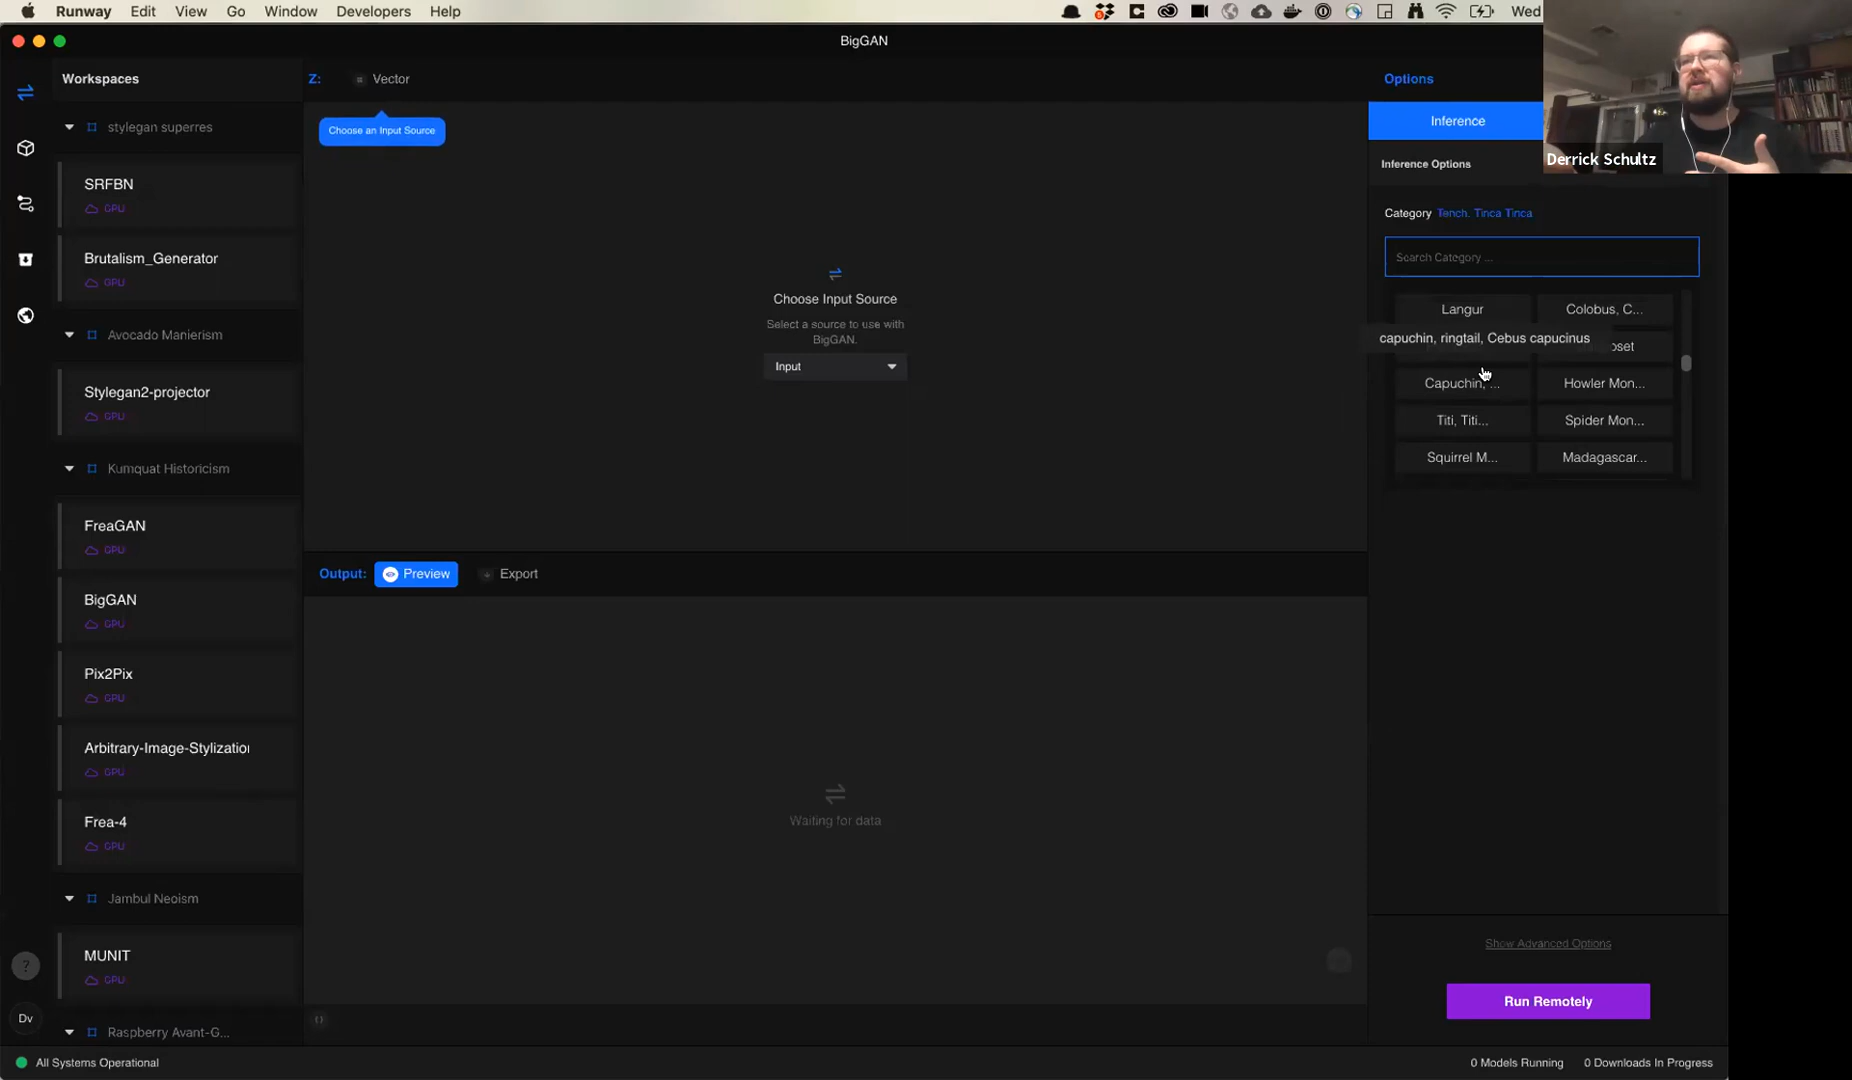 Runway Edit View Go Window Developers Help Wed
BigGAN
Workspaces
stylegan superres
SRFBN
GPU
Brutalism_Generator
GPU
Avocado Manierism
Stylegan2-projector
GPU
Kumquat Historicism
FreaGAN
GPU
BigGAN
GPU
Pix2Pix
GPU
Arbitrary-Image-Stylization
GPU
Frea-4
GPU
Jambul Neoism
MUNIT
GPU
Raspberry Avant-G...
?
Dv
All Systems Operational
Z: Vector
Choose an Input Source
Choose Input Source
Select a source to use with
BigGAN.
Input
Output: Preview Export
Waiting for data
Options
Inference
Inference Options
Derrick Schultz
Category Tench, Tinca Tinca
Search Category ...
Langur Colobus, C...
capuchin, ringtail, Cebus capucinus
Capuchin, ... Howler Mon...
Titi, Titi... Spider Mon...
Squirrel M... Madagascar...
Show Advanced Options
Run Remotely
0 Models Running 0 Downloads In Progress